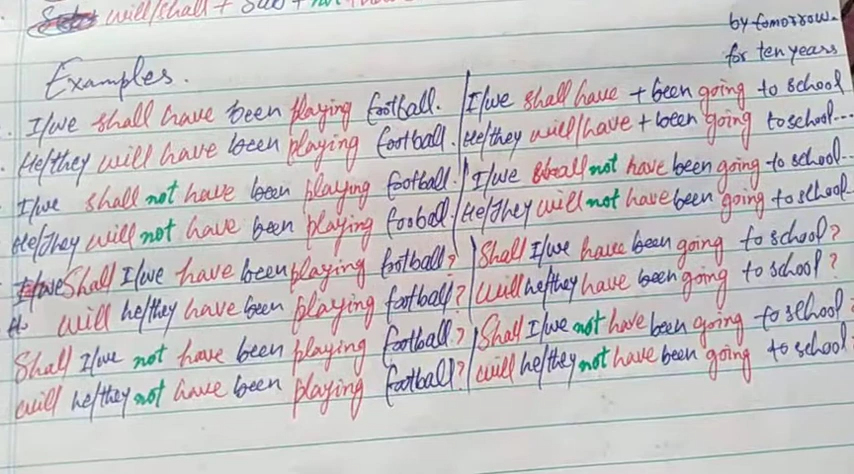 will/shall + Sub + not
by tomorrow.
for ten years
Examples.
I/we shall have been playing football. | I/we shall have + been going to school
He/they will have been playing football. | He/they will/have + been going to school...
I/we shall not have been playing football. | I/we shall not have been going to school...
He/They will not have been playing fooball. | He/They will not have been going to school
Shall I/we have been playing football? | Shall I/we have been going to school?
will he/they have been playing football? | will he/they have been going to school?
Shall I/we not have been playing football? | Shall I/we not have been going to school?
will he/they not have been playing football? | will he/they not have been going to school